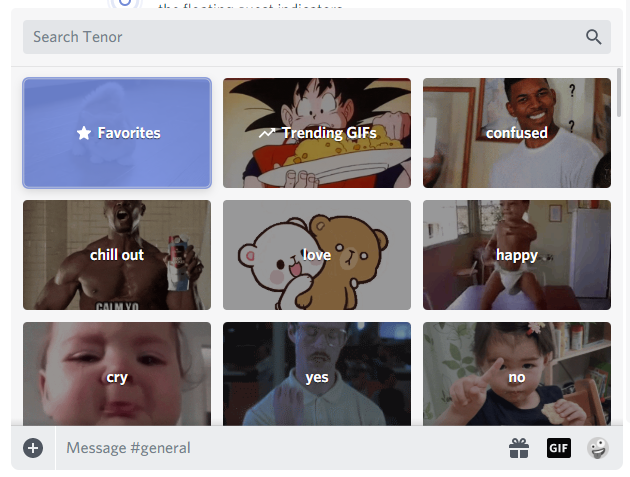 the floating guest indicators
Search Tenor
Favorites
Trending GIFs
confused
? ?
chill out
love
happy
CALM YO
cry
yes
no
Message #general
GIF